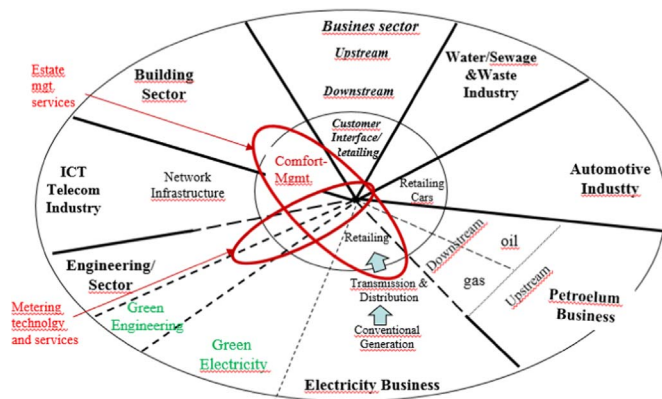 Busines sector
Upstream
Downstream
Customer
Interface/
retailing
Water/Sewage
&Waste
Industry
Estate
mgt.
services
Building
Sector
Comfort-
Mgmt.
Retailing
Cars
Automotive
Industty
ICT
Telecom
Industry
Network
Infrastructure
Retailing
Downstream
oil
gas
Upstream
Petroelum
Business
Engineering/
Sector
Transmission &
Distribution
Metering
technolgy
and services
Green
Engineering
Conventional
Generation
Green
Electricity
Electricity Business